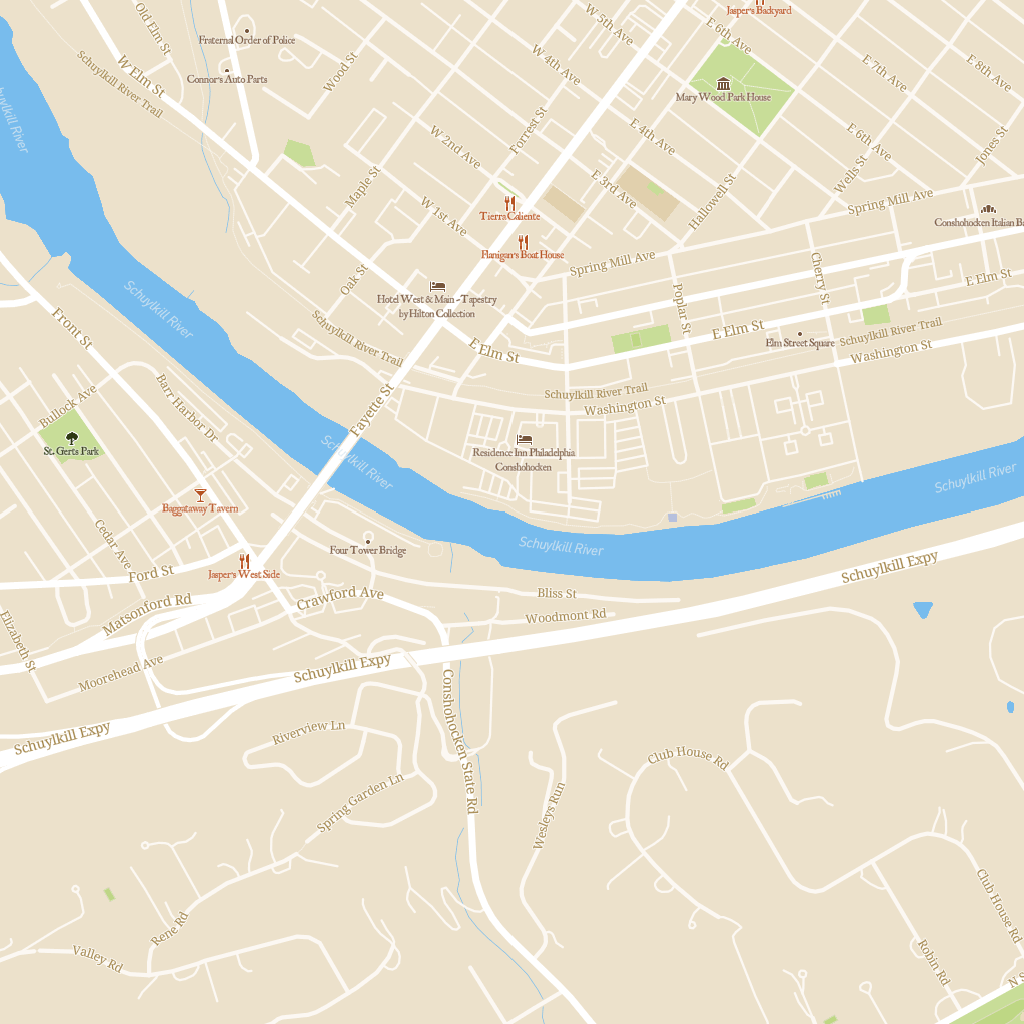 Jasper's Backyard
W 5th Ave
E 6th Ave
Old Elm St
Fraternal Order of Police
W Elm St
Connor's Auto Parts
Wood St
W 4th Ave
E 7th Ave
E 8th Ave
Schuylkill River Trail
Mary Wood Park House
Schuylkill River
Forrest St
W 2nd Ave
E 4th Ave
E 6th Ave
Jones St
Wells St
Maple St
E 3rd Ave
Hallowell St
W 1st Ave
Tierra Caliente
Spring Mill Ave
Conshohocken Italian Ba
Flanigan's Boat House
Spring Mill Ave
Cherry St
Oak St
E Elm St
Hotel West & Main - Tapestry
by Hilton Collection
Poplar St
Schuylkill River
Front St
Schuylkill River Trail
E Elm St
Elm Street Square
Schuylkill River Trail
E Elm St
Washington St
Schuylkill River Trail
Washington St
Bullock Ave
Barr Harbor Dr
Fayette St
St. Gerts Park
Residence Inn Philadelphia
Conshohocken
Schuylkill River
Schuylkill River
Baggataway Tavern
Cedar Ave
Four Tower Bridge
Schuylkill River
Ford St
Jasper's West Side
Schuylkill Expy
Crawford Ave
Bliss St
Matsonford Rd
Woodmont Rd
Elizabeth St
Moorehead Ave
Schuylkill Expy
Schuylkill Expy
Riverview Ln
Conshohocken State Rd
Club House Rd
Spring Garden Ln
Wesleys Run
Club House Rd
Rene Rd
Valley Rd
Robin Rd
N S